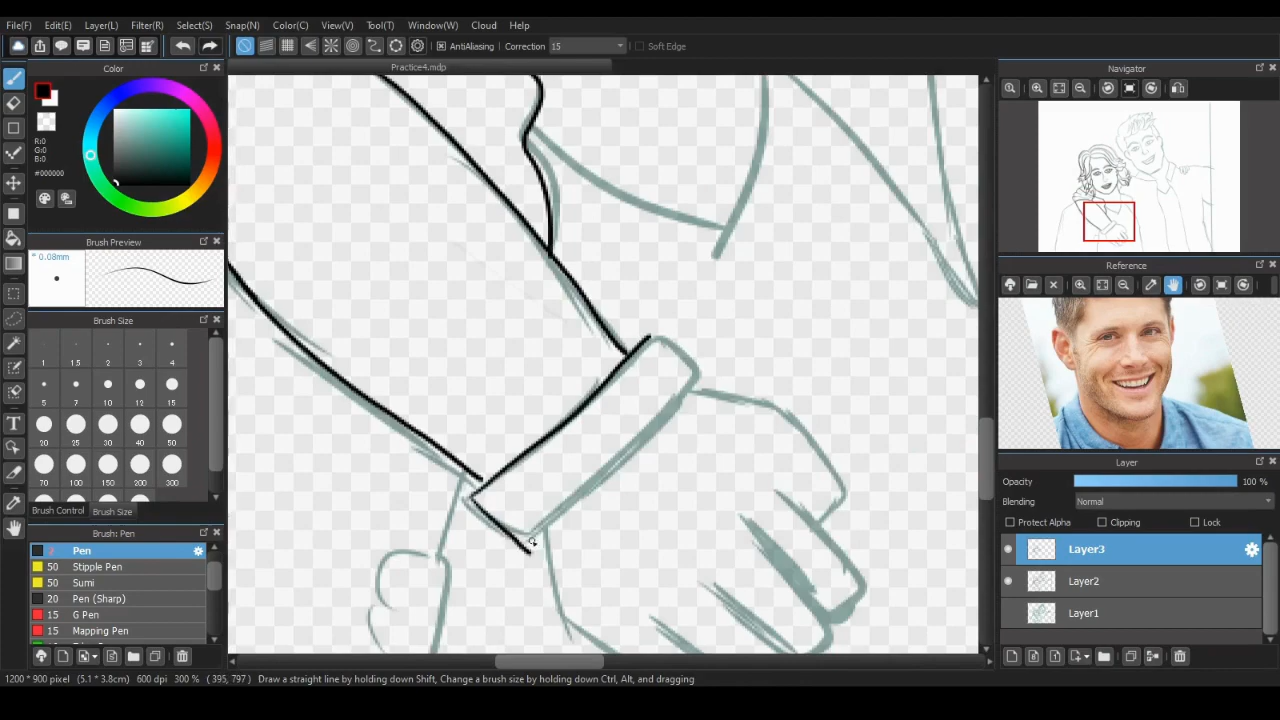 File(F) Edit(E) Layer(L) Filter(R) Select(S) Snap(N) Color(C) View(V) Tool(T) Window(W) Cloud Help
AntiAliasing Correction 15 Soft Edge
Color
Practice4.mdp
Navigator
R:0
G:0
B:0
#000000
Brush Preview
* 0.08mm
Reference
Brush Size
1 1.5 2 3 4
5 7 10 12 15
20 25 30 40 50
70 100 150 200 300
Layer
Opacity 100 %
Blending Normal
Brush Control Brush Size
Protect Alpha Clipping Lock
Brush: Pen
Pen
50 Stipple Pen
50 Sumi
20 Pen (Sharp)
15 G Pen
15 Mapping Pen
Layer3
Layer2
Layer1
1200 * 900 pixel (5.1 * 3.8cm) 600 dpi 300 % ( 395, 797 ) Draw a straight line by holding down Shift, Change a brush size by holding down Ctrl, Alt, and dragging